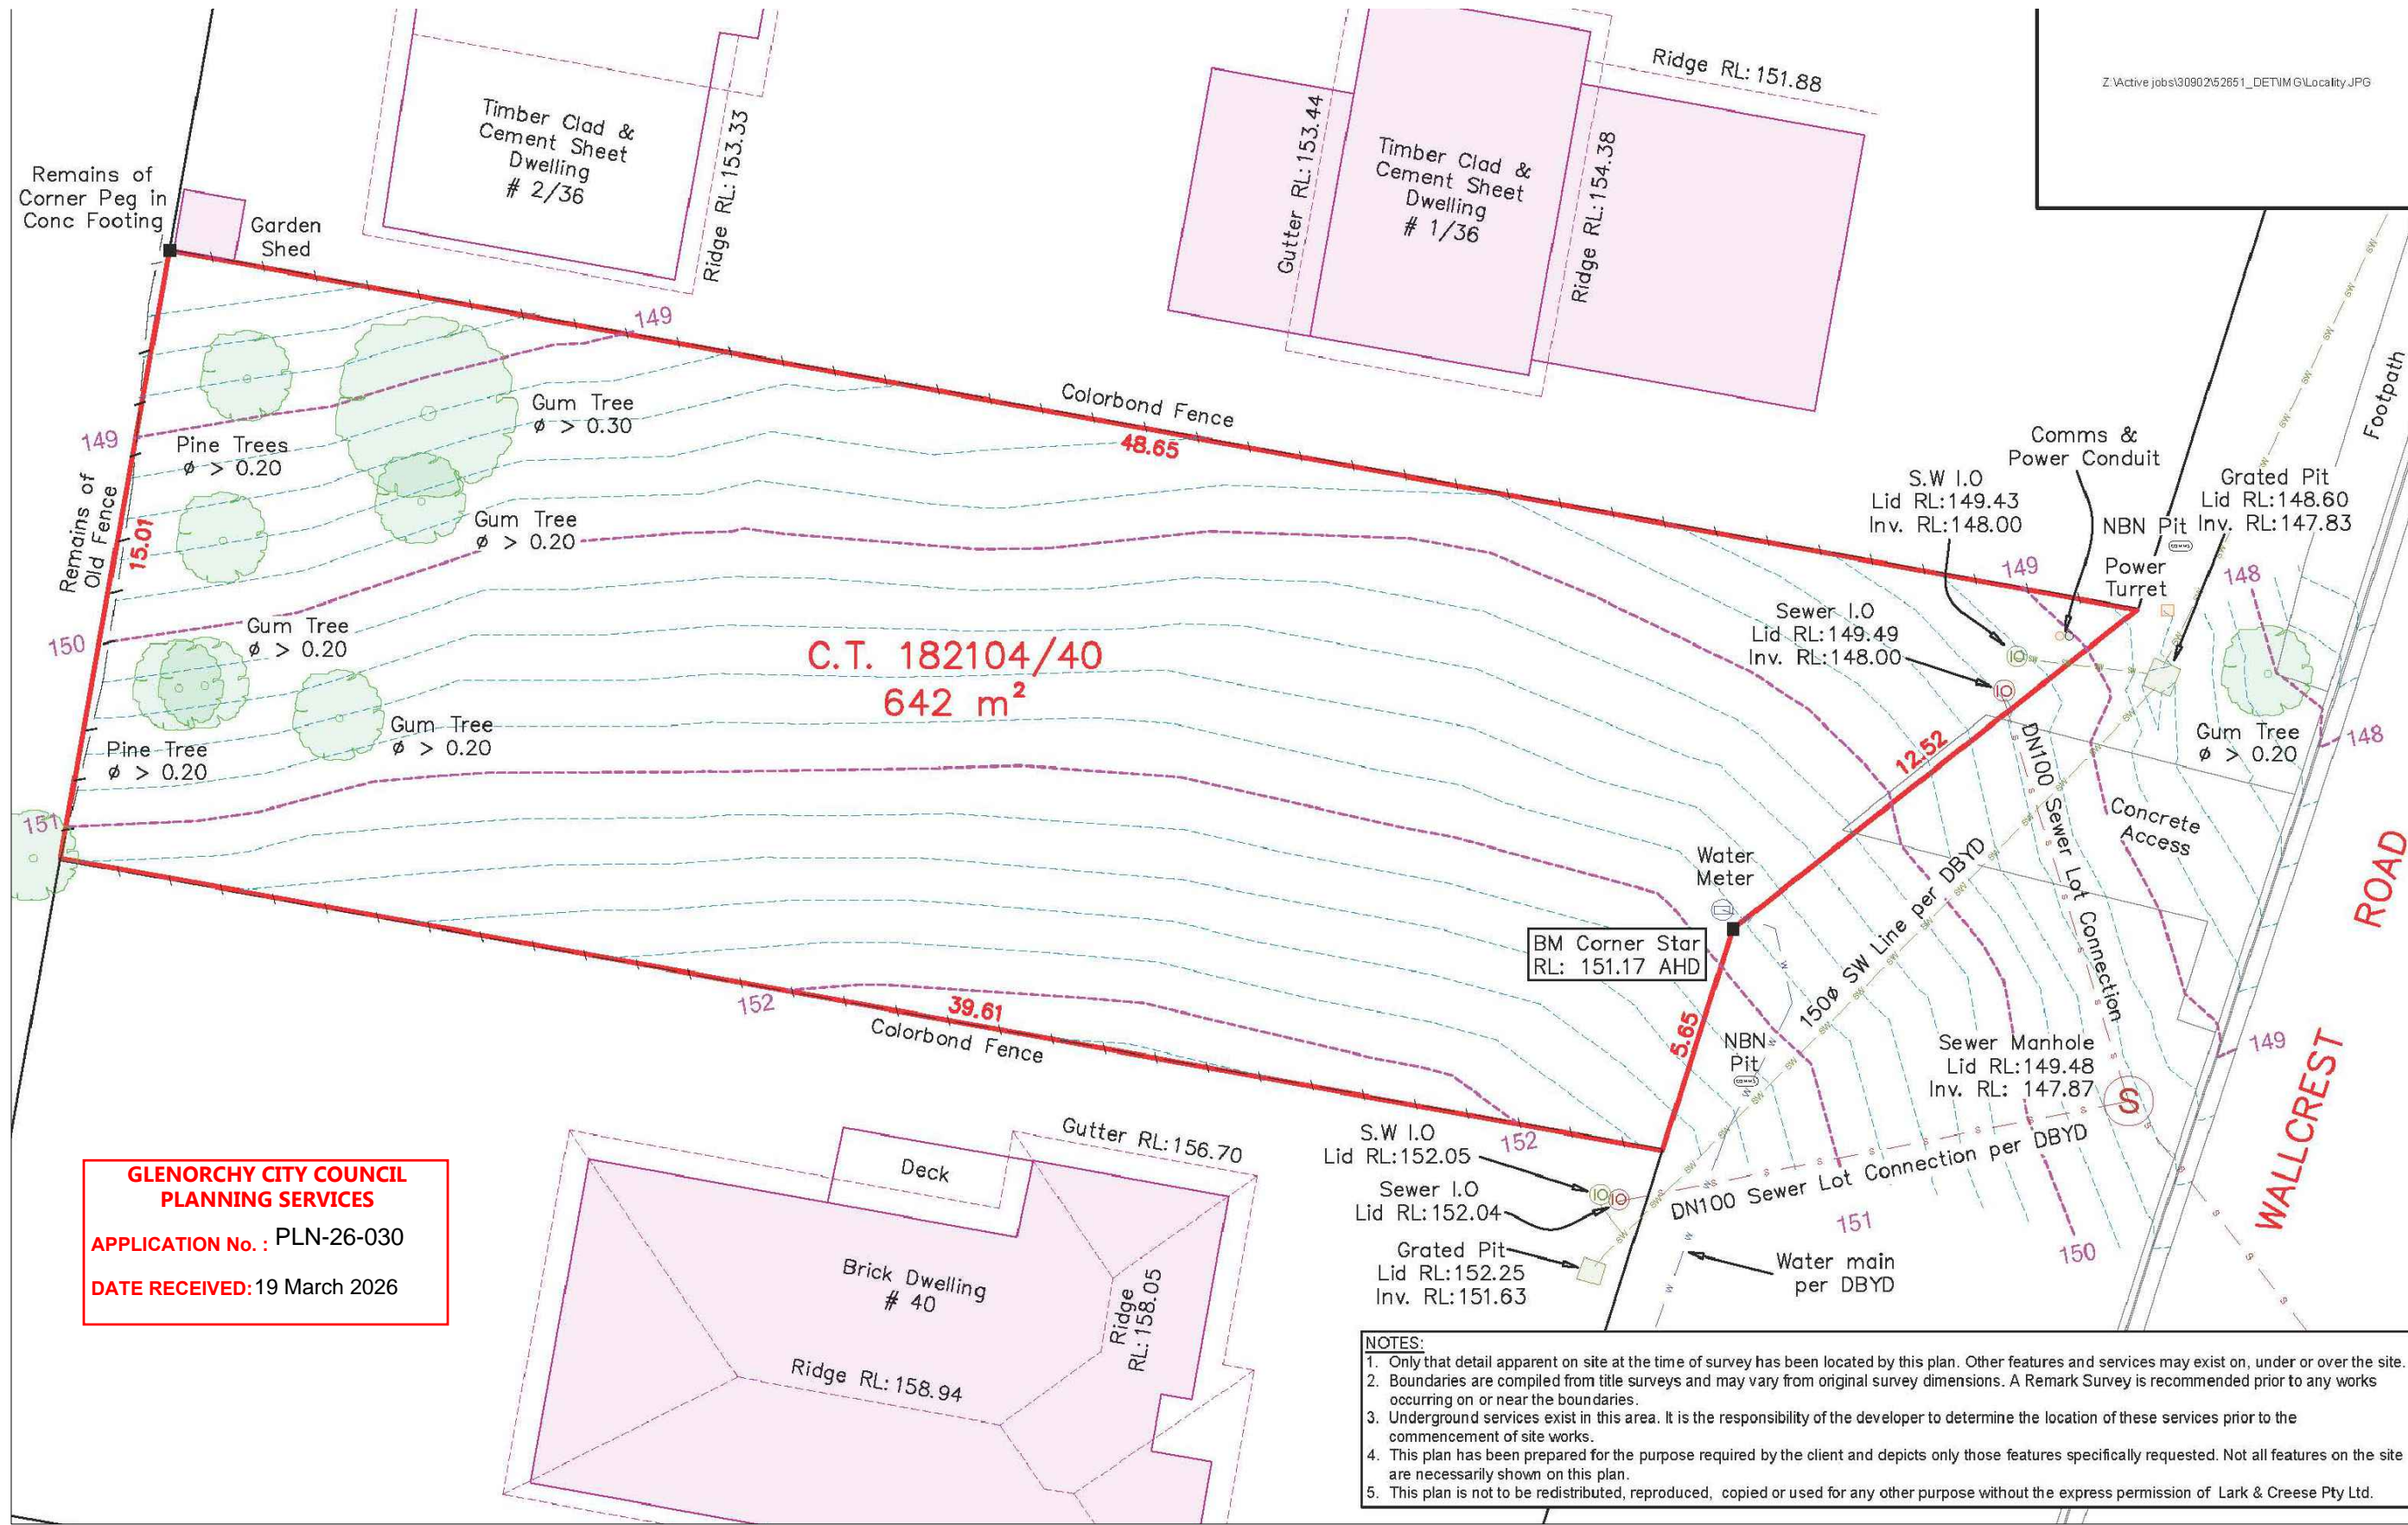 Z:\Active jobs\30902\52651_DET\IMG\Locality.JPG
Ridge RL:151.88
Timber Clad &
Cement Sheet
Dwelling
# 2/36
Ridge RL:153.33
Gutter RL:153.44
Timber Clad &
Cement Sheet
Dwelling
# 1/36
Ridge RL:154.38
Remains of
Corner Peg in
Conc Footing
Garden
Shed
149
Colorbond Fence
48.65
Footpath
Comms &
Power Conduit
S.W I.O
Lid RL:149.43
Inv. RL:148.00
Grated Pit
Lid RL:148.60
Inv. RL:147.83
NBN Pit
COMMS
Power
Turret
149
148
149
Gum Tree
ø > 0.30
Pine Trees
ø > 0.20
Remains of
Old Fence
15.01
Gum Tree
ø > 0.20
Sewer I.O
Lid RL:149.49
Inv. RL:148.00
IO
IO
150
Gum Tree
ø > 0.20
C.T. 182104/40
642 m²
Gum Tree
ø > 0.20
Pine Tree
ø > 0.20
12.52
Gum Tree
ø > 0.20
148
DN100 Sewer Lot Connection
Concrete
Access
151
Water
Meter
ROAD
BM Corner Star
RL: 151.17 AHD
150ø SW Line per DBYD
152
39.61
Colorbond Fence
5.65
NBN
Pit
COMMS
Sewer Manhole
Lid RL:149.48
Inv. RL: 147.87
S
149
WALLCREST
152
Gutter RL:156.70
Deck
S.W I.O
Lid RL:152.05
IO
IO
Sewer I.O
Lid RL:152.04
DN100 Sewer Lot Connection per DBYD
151
150
Grated Pit
Lid RL:152.25
Inv. RL:151.63
Water main
per DBYD
Brick Dwelling
# 40
Ridge
RL:158.05
Ridge RL:158.94
GLENORCHY CITY COUNCIL
PLANNING SERVICES
APPLICATION No. : PLN-26-030
DATE RECEIVED: 19 March 2026
NOTES:
1. Only that detail apparent on site at the time of survey has been located by this plan. Other features and services may exist on, under or over the site.
2. Boundaries are compiled from title surveys and may vary from original survey dimensions. A Remark Survey is recommended prior to any works
occurring on or near the boundaries.
3. Underground services exist in this area. It is the responsibility of the developer to determine the location of these services prior to the
commencement of site works.
4. This plan has been prepared for the purpose required by the client and depicts only those features specifically requested. Not all features on the site
are necessarily shown on this plan.
5. This plan is not to be redistributed, reproduced, copied or used for any other purpose without the express permission of Lark & Creese Pty Ltd.